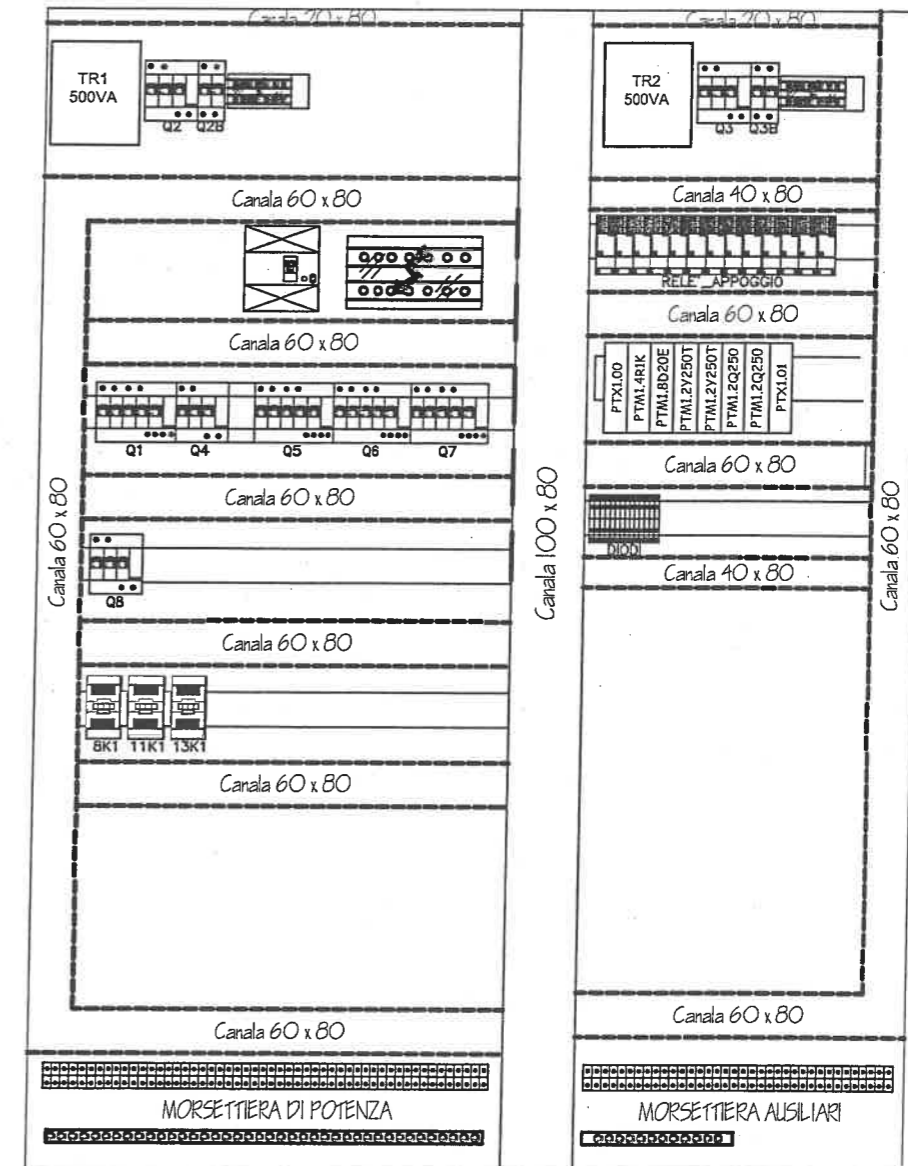 Canala 20 x 80
TR1
500VA
Q2
Q2B
Canala 60 x 80
Canala 60 x 80
Q1
Q4
Q5
Q6
Q7
Canala 60 x 80
Q8
Canala 60 x 80
8K1
11K1
13K1
Canala 60 x 80
Canala 60 x 80
Canala 60 x 80
MORSETTIERA DI POTENZA
Canala 100 x 80
Canala 20 x 80
TR2
500VA
Q3
Q3B
Canala 40 x 80
RELE'_APPOGGIO
Canala 60 x 80
PTX1.00
PTM1.4R1K
PTM1.8D20E
PTM1.2Y250T
PTM1.2Y250T
PTM1.2Q250
PTM1.2Q250
PTX1.01
Canala 60 x 80
DIODI
Canala 40 x 80
Canala 60 x 80
Canala 60 x 80
MORSETTIERA AUSILIARI